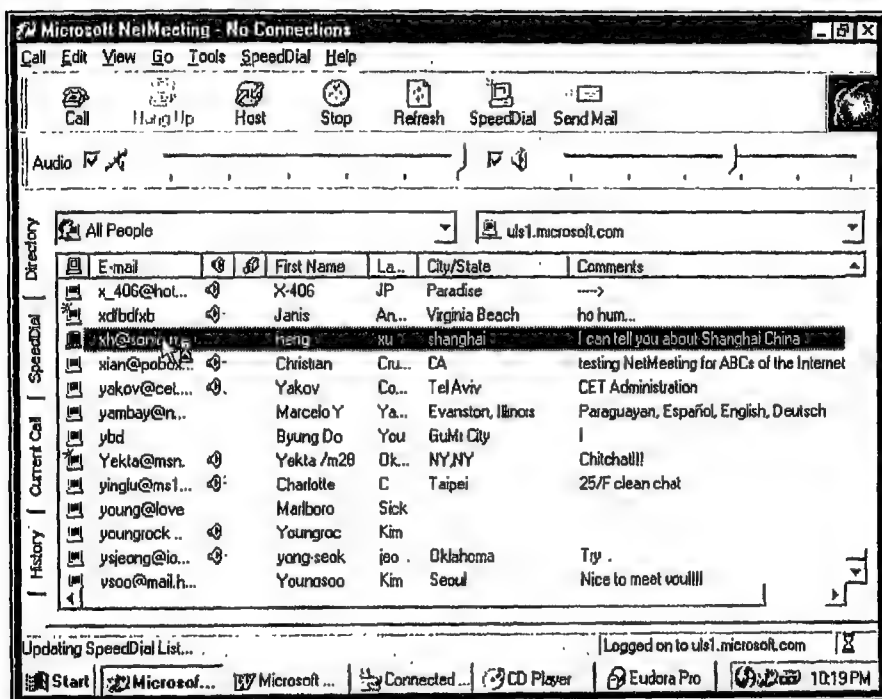 Microsoft NetMeeting - No Connections
Call Edit View Go Tools SpeedDial Help
Call Hang Up Host Stop Refresh SpeedDial Send Mail
Audio
Directory
SpeedDial
Current Call
History
All People uls1.microsoft.com
E-mail First Name La... City/State Comments
x_406@hot... X-406 JP Paradise ---->
xdfbdfxb Janis An... Virginia Beach ho hum...
heng xu shanghai I can tell you about Shanghai China
xian@pobox... Christian Cru... CA testing NetMeeting for ABCs of the Internet
yakov@cet.... Yakov Co... Tel Aviv CET Administration
yambay@n... Marcelo Y Ya... Evanston, Illinois Paraguayan, Español, English, Deutsch
ybd Byung Do You GuMi City I
Yekta@msn. Yekta /m28 Ok... NY,NY Chitchat!!!
yinglu@ms1... Charlotte C Taipei 25/F clean chat
young@love Marlboro Sick
youngrock .. Youngroc Kim
ysjeong@io... yong-seok jeo . Oklahoma Try .
ysoo@mail.h... Youngsoo Kim Seoul Nice to meet you!!!!
Updating SpeedDial List... Logged on to uls1.microsoft.com
Start Microsof... Microsoft ... Connected ... CD Player Eudora Pro 10:19 PM